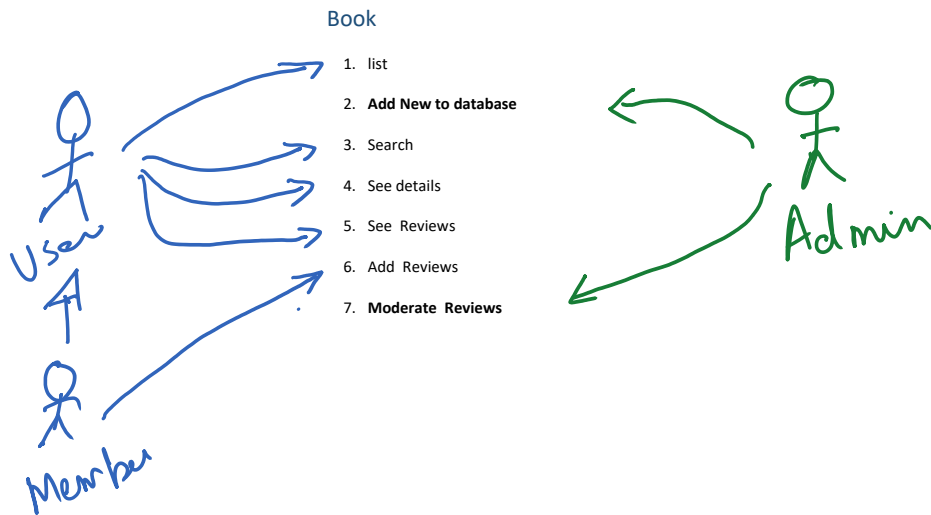 Book
1. list
2. Add New to database
3. Search
4. See details
5. See Reviews
6. Add Reviews
7. Moderate Reviews
User
Member
Admin